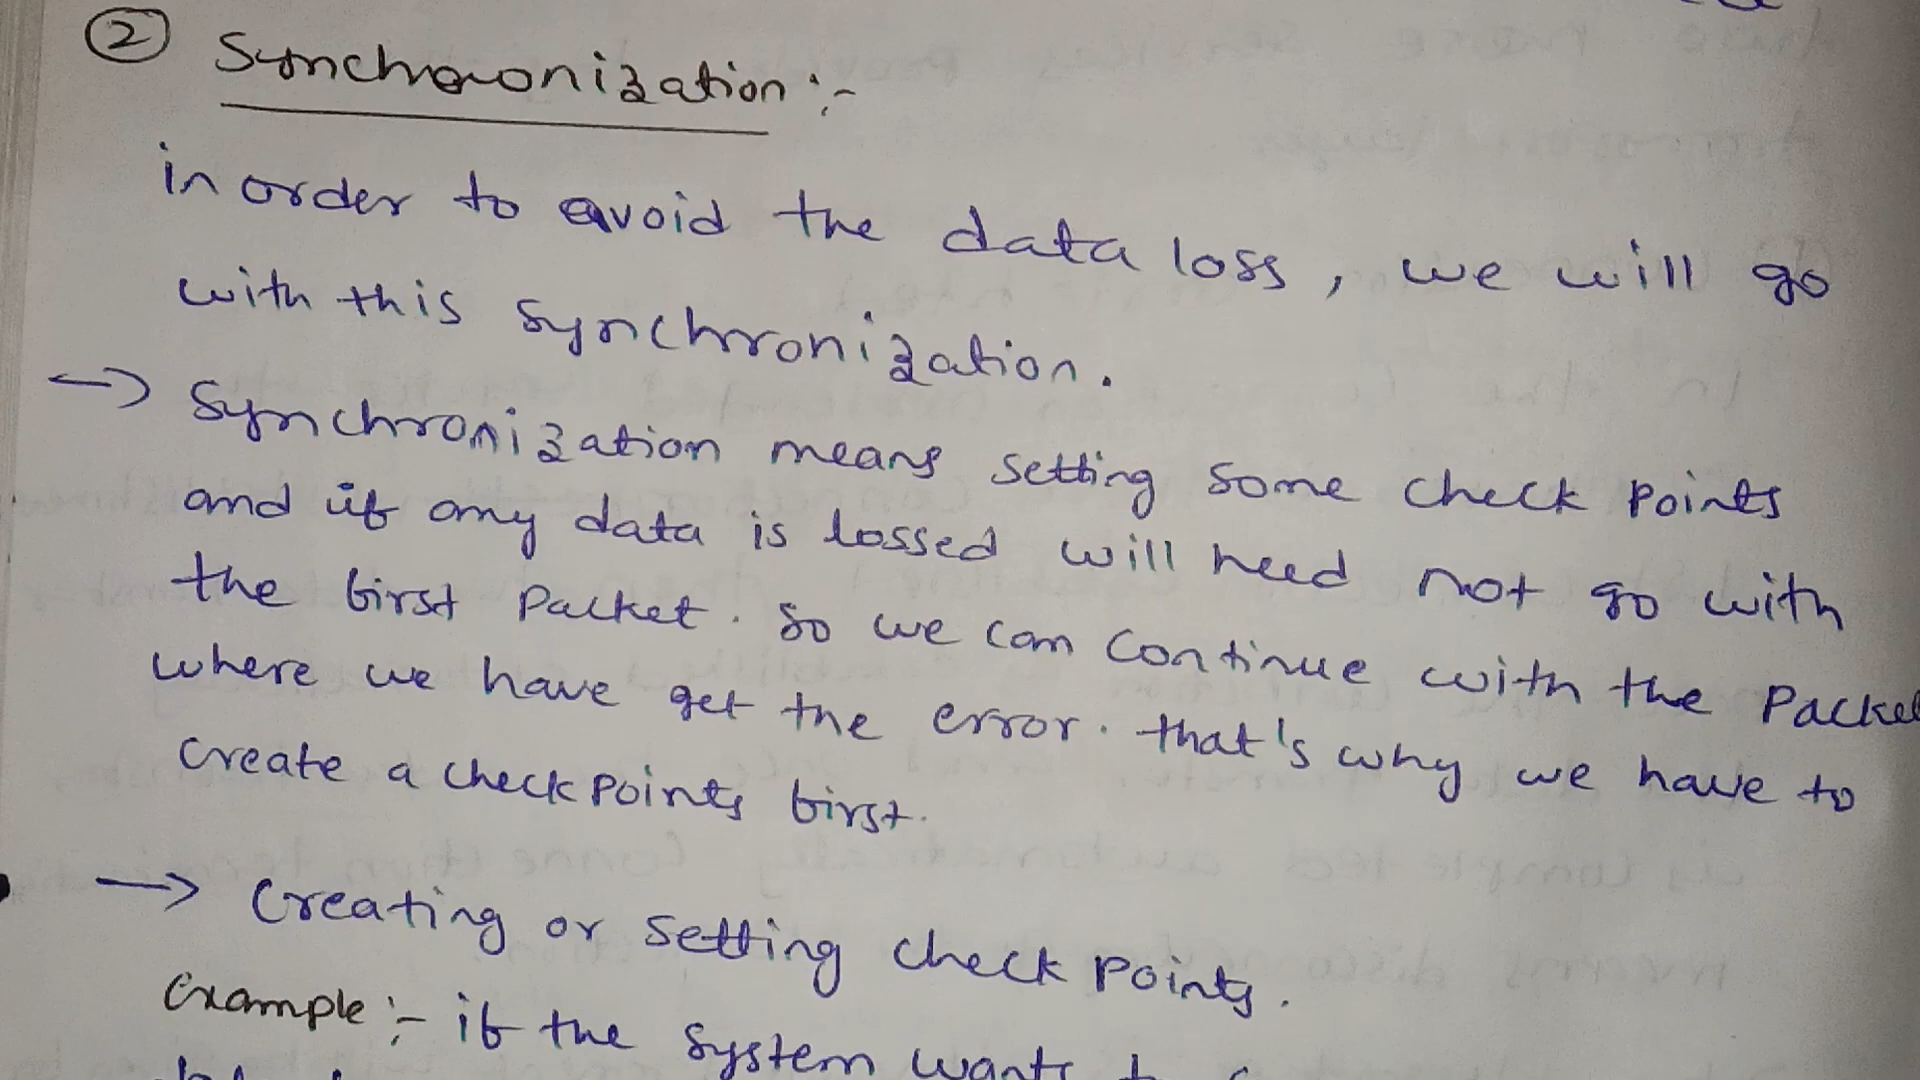 ② Synchronization :-
in order to avoid the data loss, we will go
with this Synchronization.
→ Synchronization means setting some check points
and if any data is lossed will need not go with
the first Packet. So we can continue with the Packet
where we have get the error. that's why we have to
create a check points first.
→ Creating or setting check points.
Example :- if the system wants